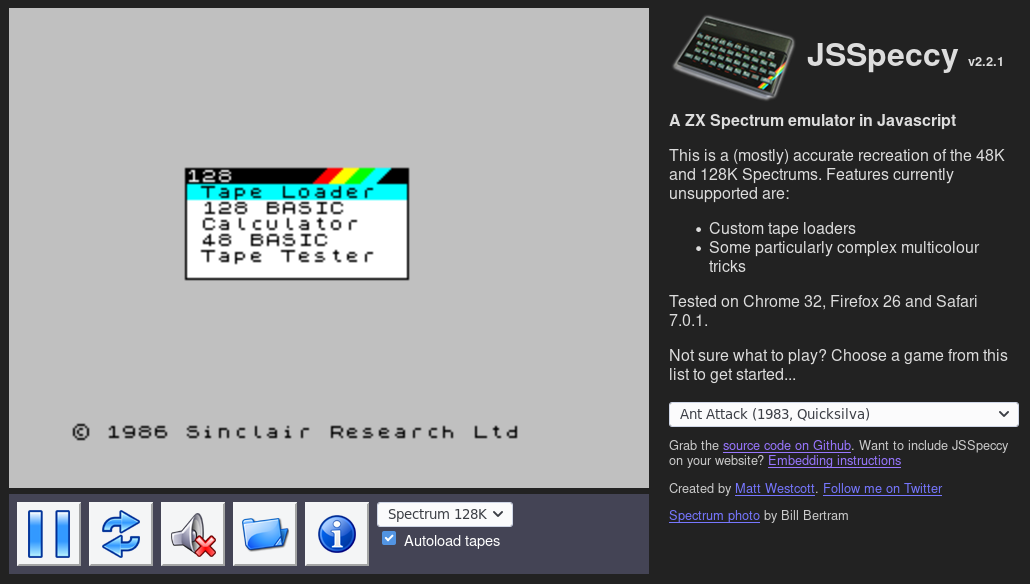 128
Tape Loader
128 BASIC
Calculator
48 BASIC
Tape Tester
© 1986 Sinclair Research Ltd
Spectrum 128K
Autoload tapes
JSSpeccy v2.2.1
A ZX Spectrum emulator in Javascript
This is a (mostly) accurate recreation of the 48K
and 128K Spectrums. Features currently
unsupported are:
• Custom tape loaders
• Some particularly complex multicolour
tricks
Tested on Chrome 32, Firefox 26 and Safari
7.0.1.
Not sure what to play? Choose a game from this
list to get started...
Ant Attack (1983, Quicksilva)
Grab the source code on Github. Want to include JSSpeccy
on your website? Embedding instructions
Created by Matt Westcott. Follow me on Twitter
Spectrum photo by Bill Bertram